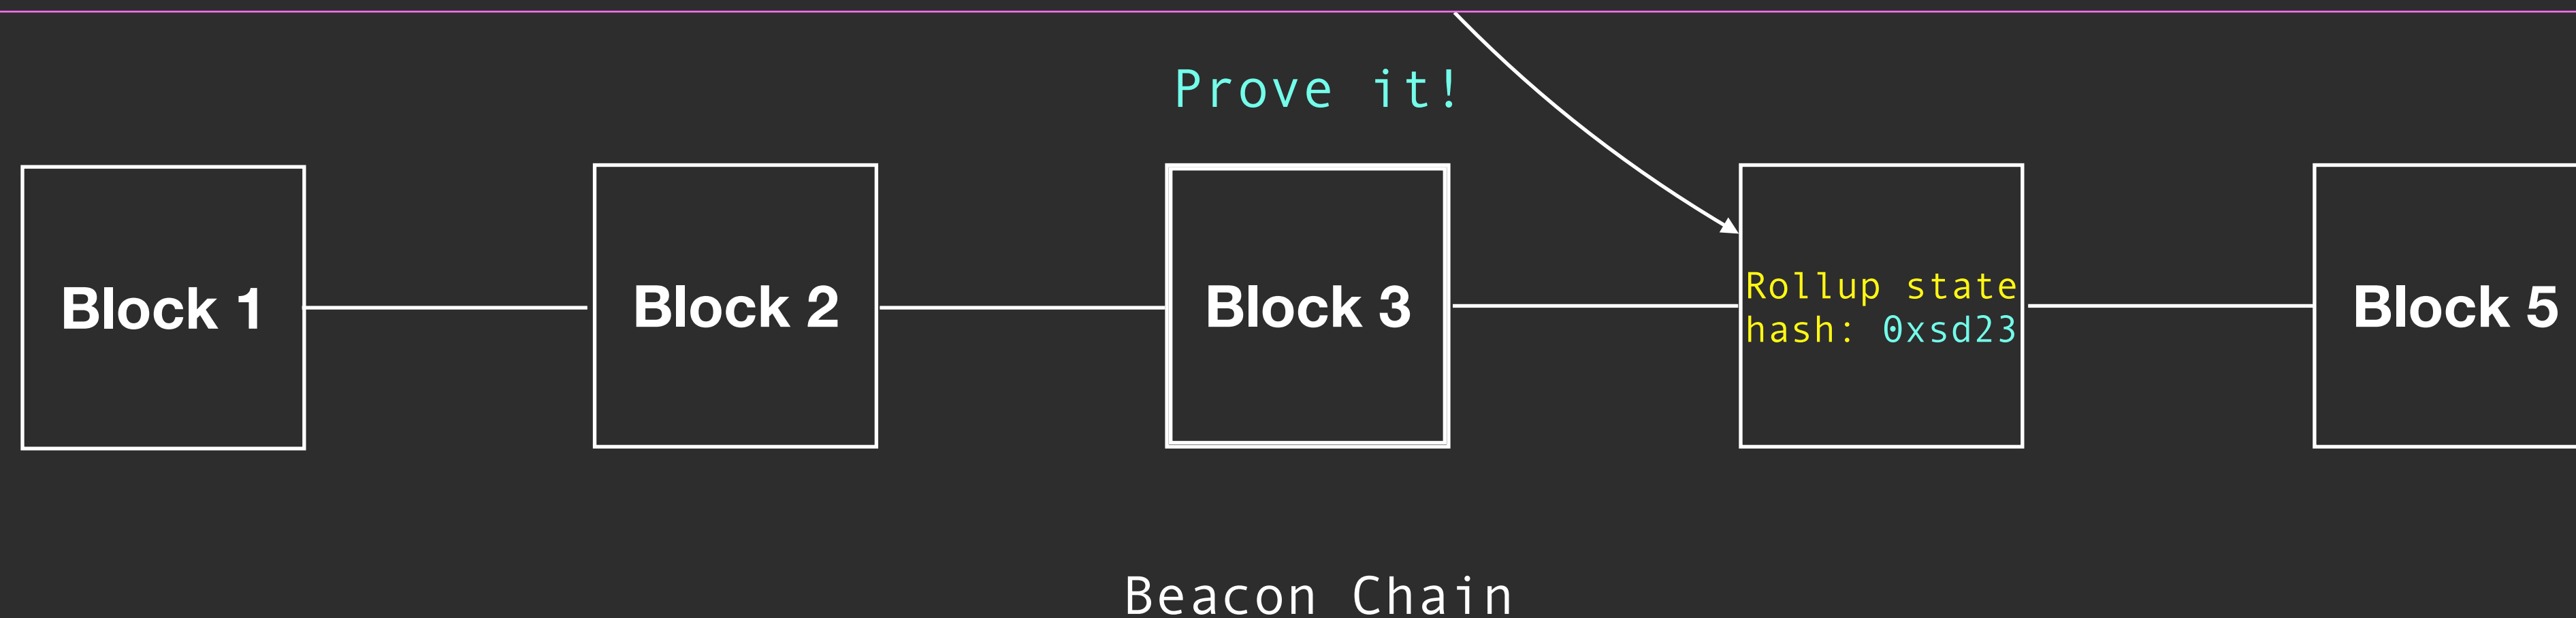 Prove it!
Block 1
Block 2
Block 3
Rollup state
hash: 0xsd23
Block 5
Beacon Chain